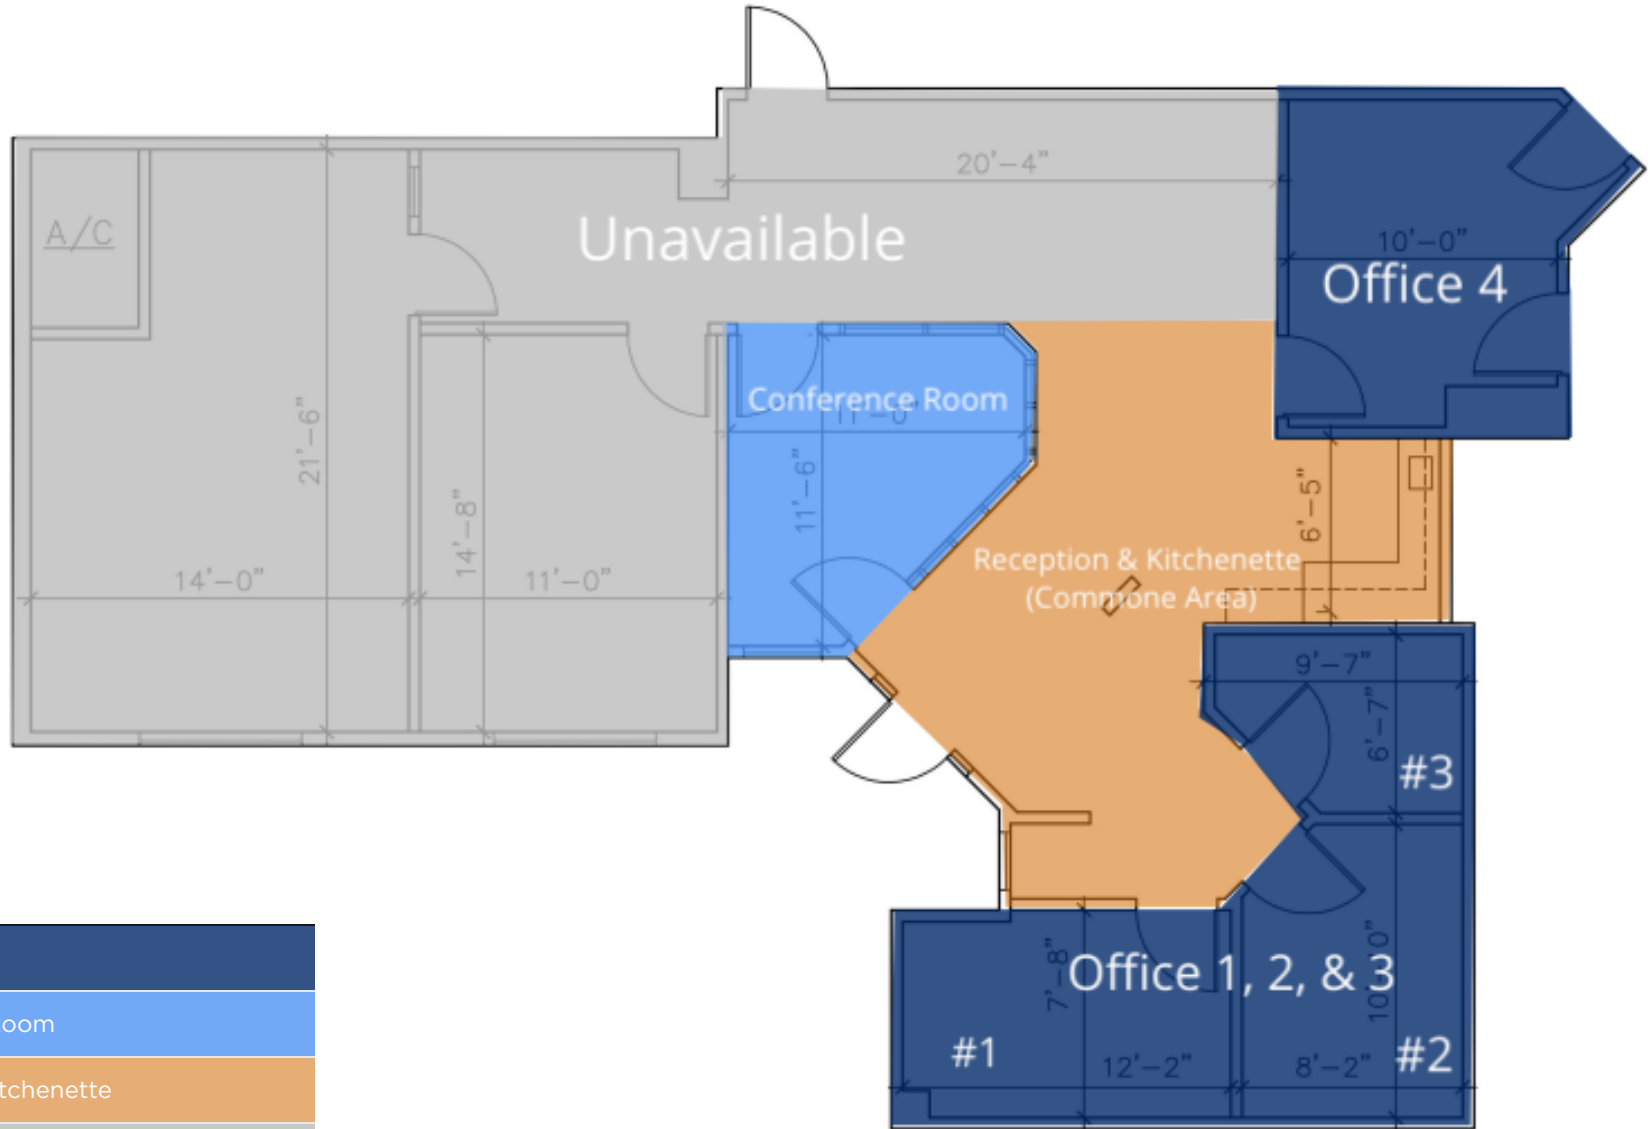 20'-4"
A/C
Unavailable
10'-0"
Office 4
Conference Room
11'-0"
21'-6"
11'-6"
14'-8"
6'-5"
14'-0"
11'-0"
Reception & Kitchenette
(Commone Area)
9'-7"
6'-7"
#3
7'-8"
Office 1, 2, & 3
10'-10"
#1
12'-2"
8'-2"
#2
oom
tchenette